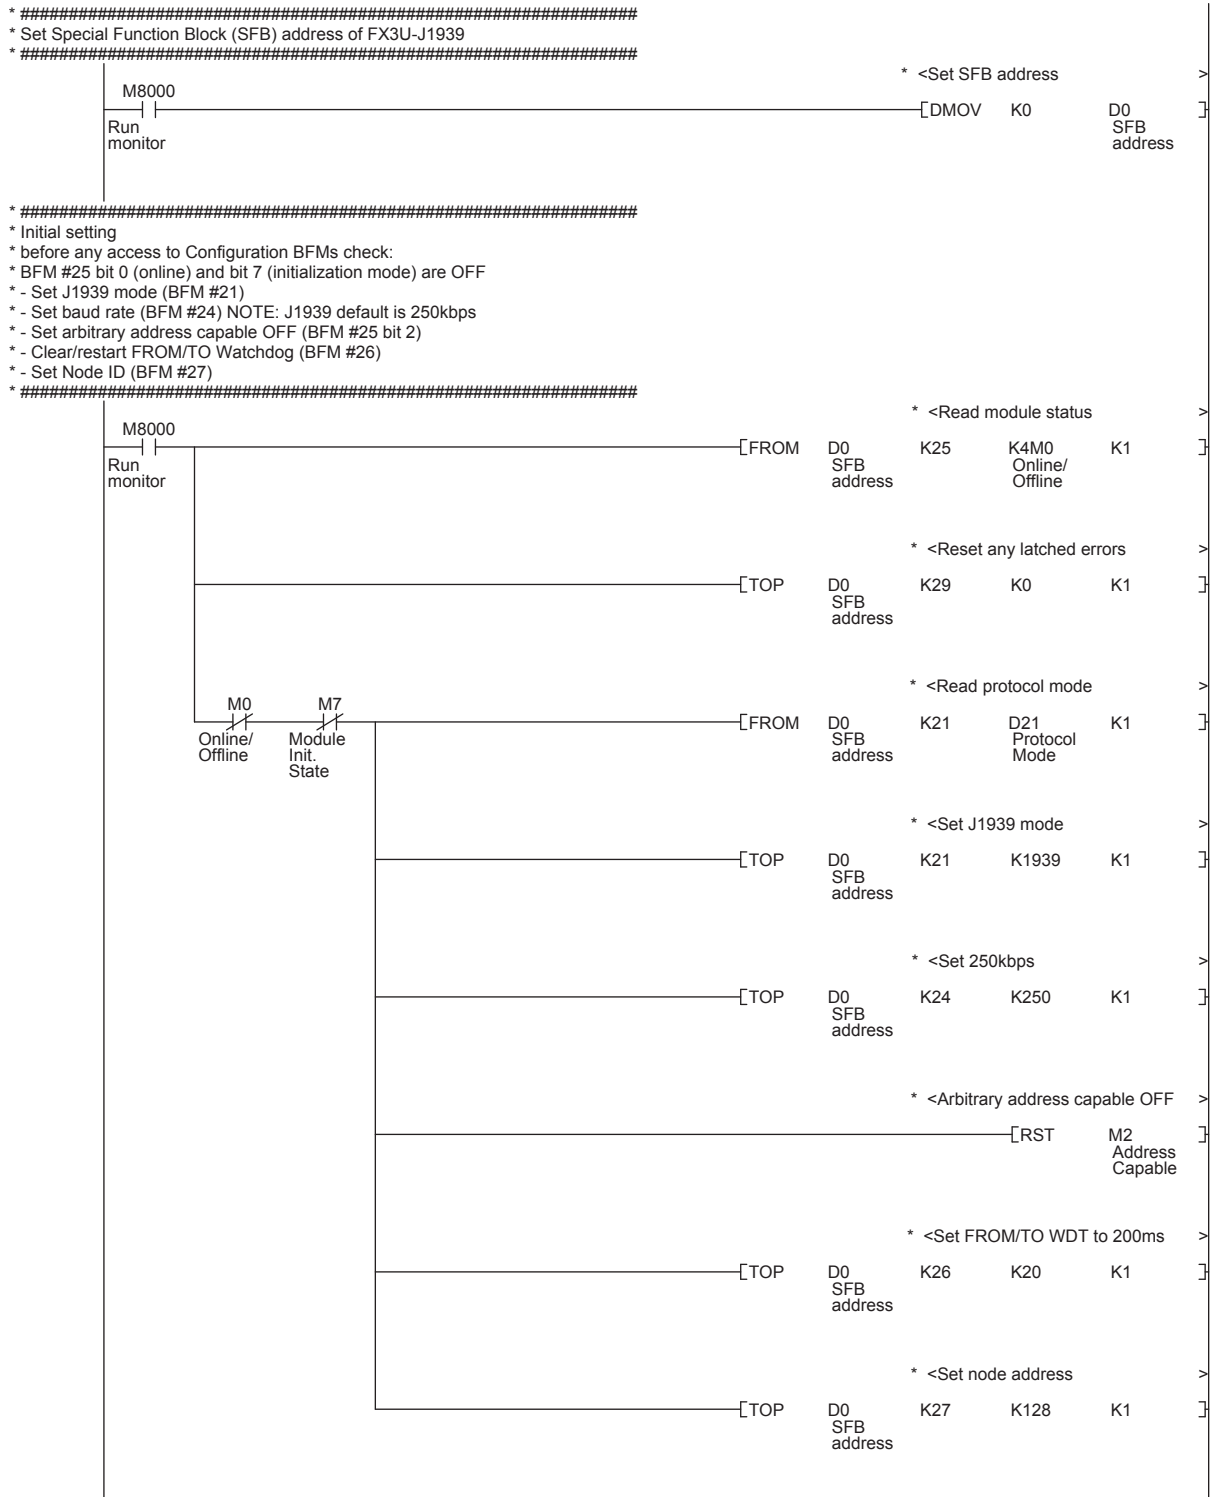 * ################################################################
* Set Special Function Block (SFB) address of FX3U-J1939
* ################################################################
* <Set SFB address >
M8000
[DMOV K0 D0 ]
Run monitor
SFB address
* ################################################################
* Initial setting
* before any access to Configuration BFMs check:
* BFM #25 bit 0 (online) and bit 7 (initialization mode) are OFF
* - Set J1939 mode (BFM #21)
* - Set baud rate (BFM #24) NOTE: J1939 default is 250kbps
* - Set arbitrary address capable OFF (BFM #25 bit 2)
* - Clear/restart FROM/TO Watchdog (BFM #26)
* - Set Node ID (BFM #27)
* ################################################################
* <Read module status >
M8000
[FROM D0 K25 K4M0 K1 ]
Run monitor
SFB address
Online/ Offline
* <Reset any latched errors >
[TOP D0 K29 K0 K1 ]
SFB address
* <Read protocol mode >
M0 M7
[FROM D0 K21 D21 K1 ]
Online/ Offline
Module Init. State
SFB address
Protocol Mode
* <Set J1939 mode >
[TOP D0 K21 K1939 K1 ]
SFB address
* <Set 250kbps >
[TOP D0 K24 K250 K1 ]
SFB address
* <Arbitrary address capable OFF >
[RST M2 ]
Address Capable
* <Set FROM/TO WDT to 200ms >
[TOP D0 K26 K20 K1 ]
SFB address
* <Set node address >
[TOP D0 K27 K128 K1 ]
SFB address